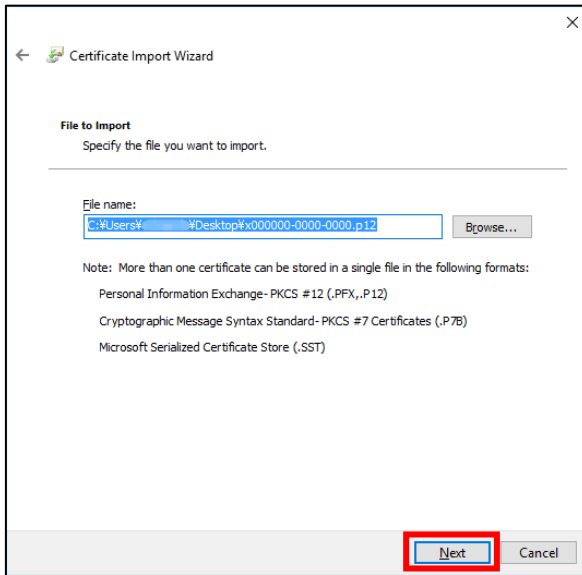 Certificate Import Wizard
File to Import
Specify the file you want to import.
File name:
C:¥Users¥ ¥Desktop¥x000000-0000-0000.p12
Browse...
Note: More than one certificate can be stored in a single file in the following formats:
Personal Information Exchange- PKCS #12 (.PFX,.P12)
Cryptographic Message Syntax Standard- PKCS #7 Certificates (.P7B)
Microsoft Serialized Certificate Store (.SST)
Next Cancel